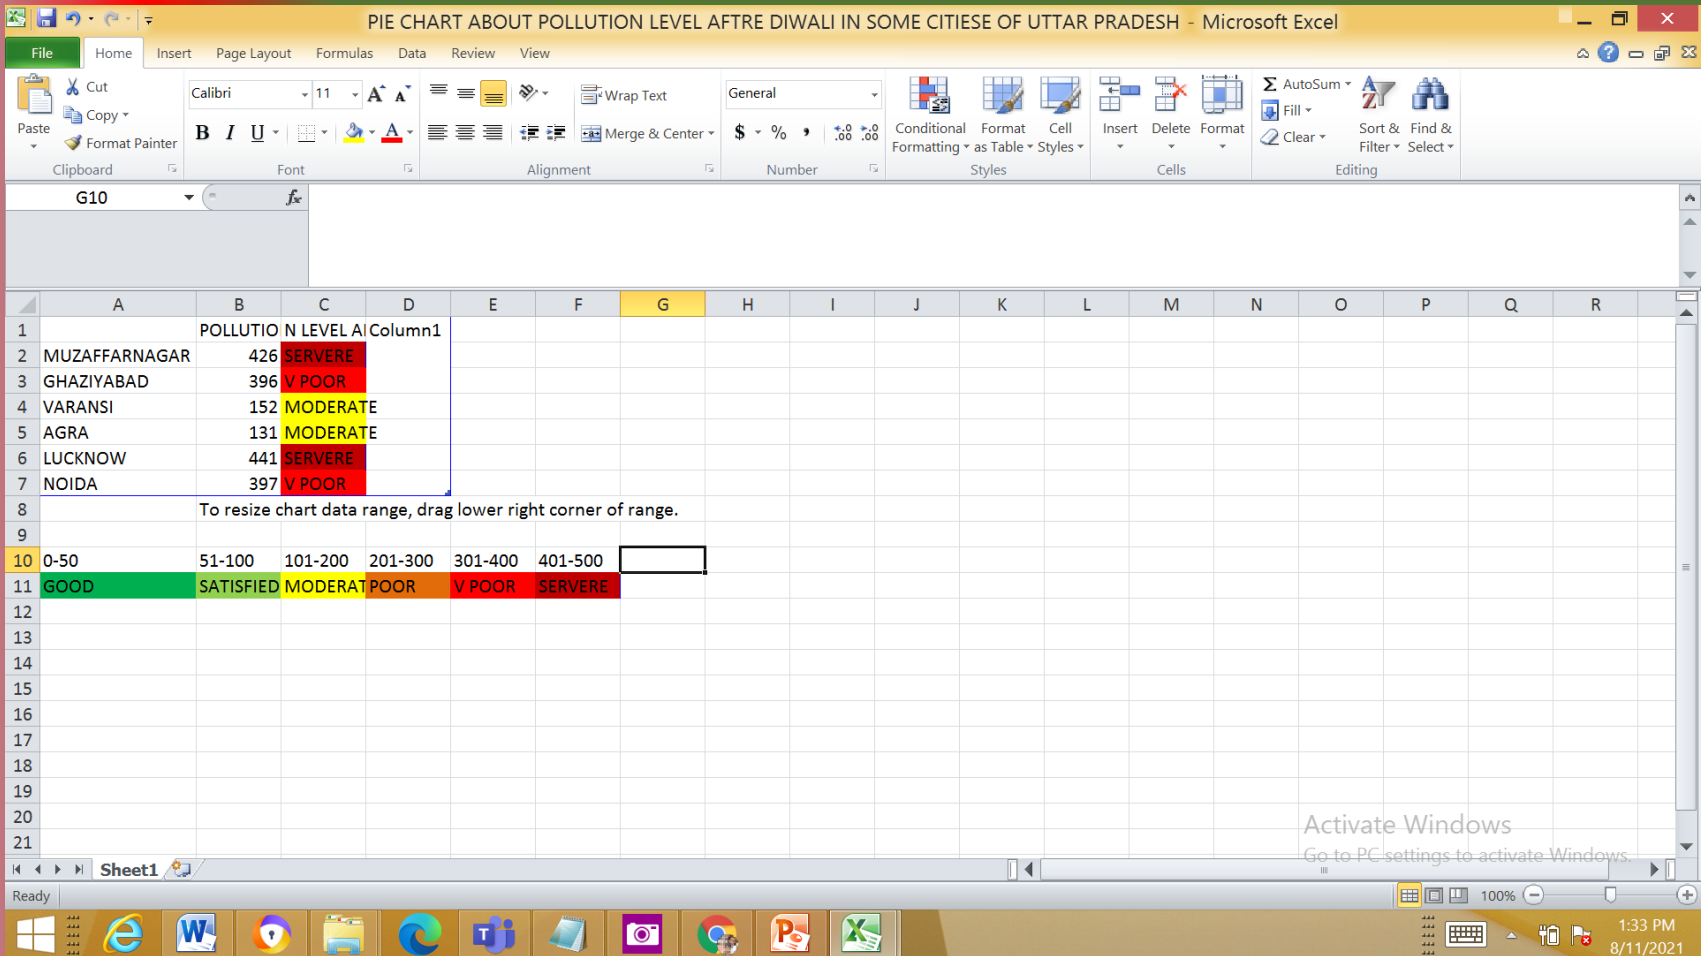 PIE CHART ABOUT POLLUTION LEVEL AFTRE DIWALI IN SOME CITIESE OF UTTAR PRADESH - Microsoft Excel
File Home Insert Page Layout Formulas Data Review View
Paste Cut Copy Format Painter Calibri 11 Wrap Text Merge & Center General
B I U $ % , .00 .0 .0 .00
Conditional Formatting Format as Table Cell Styles Insert Delete Format AutoSum Fill Clear Sort & Filter Find & Select
Clipboard Font Alignment Number Styles Cells Editing
G10 fx
A B C D E F G H I J K L M N O P Q R
1 POLLUTIO N LEVEL A Column1
2 MUZAFFARNAGAR 426 SERVERE
3 GHAZIYABAD 396 V POOR
4 VARANSI 152 MODERATE
5 AGRA 131 MODERATE
6 LUCKNOW 441 SERVERE
7 NOIDA 397 V POOR
8 To resize chart data range, drag lower right corner of range.
9
10 0-50 51-100 101-200 201-300 301-400 401-500
11 GOOD SATISFIED MODERAT POOR V POOR SERVERE
12
13
14
15
16
17
18
19
20
21
Activate Windows
Go to PC settings to activate Windows.
Sheet1
Ready 100%
1:33 PM
8/11/2021